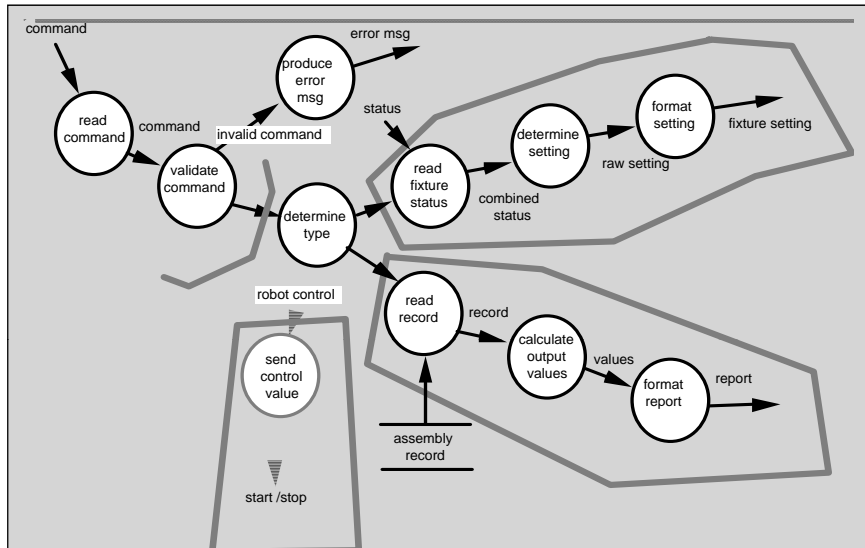 command
error msg
produce
error
msg
read
command
command
invalid command
validate
command
status
read
fixture
status
combined
status
determine
setting
raw setting
format
setting
fixture setting
determine
type
robot control
send
control
value
start /stop
read
record
record
assembly
record
calculate
output
values
values
format
report
report